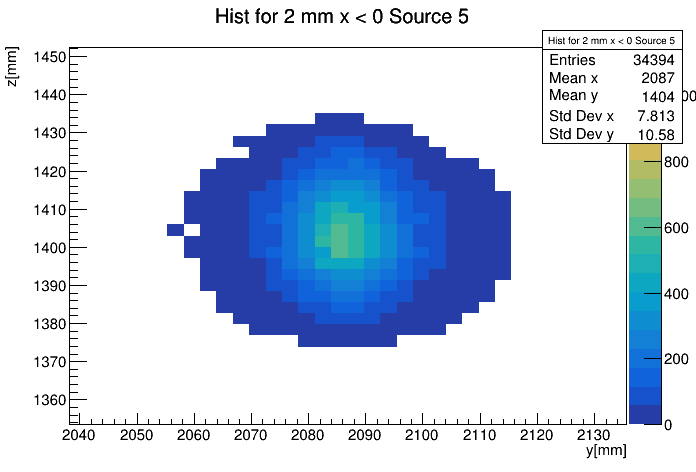 Hist for 2 mm x < 0 Source 5
z[mm]
Hist for 2 mm x < 0 Source 5
Entries 34394
Mean x 2087
Mean y 1404
Std Dev x 7.813
Std Dev y 10.58
1450
1440
1430
1420
1410
1400
1390
1380
1370
1360
800
600
400
200
0
2040 2050 2060 2070 2080 2090 2100 2110 2120 2130
y[mm]